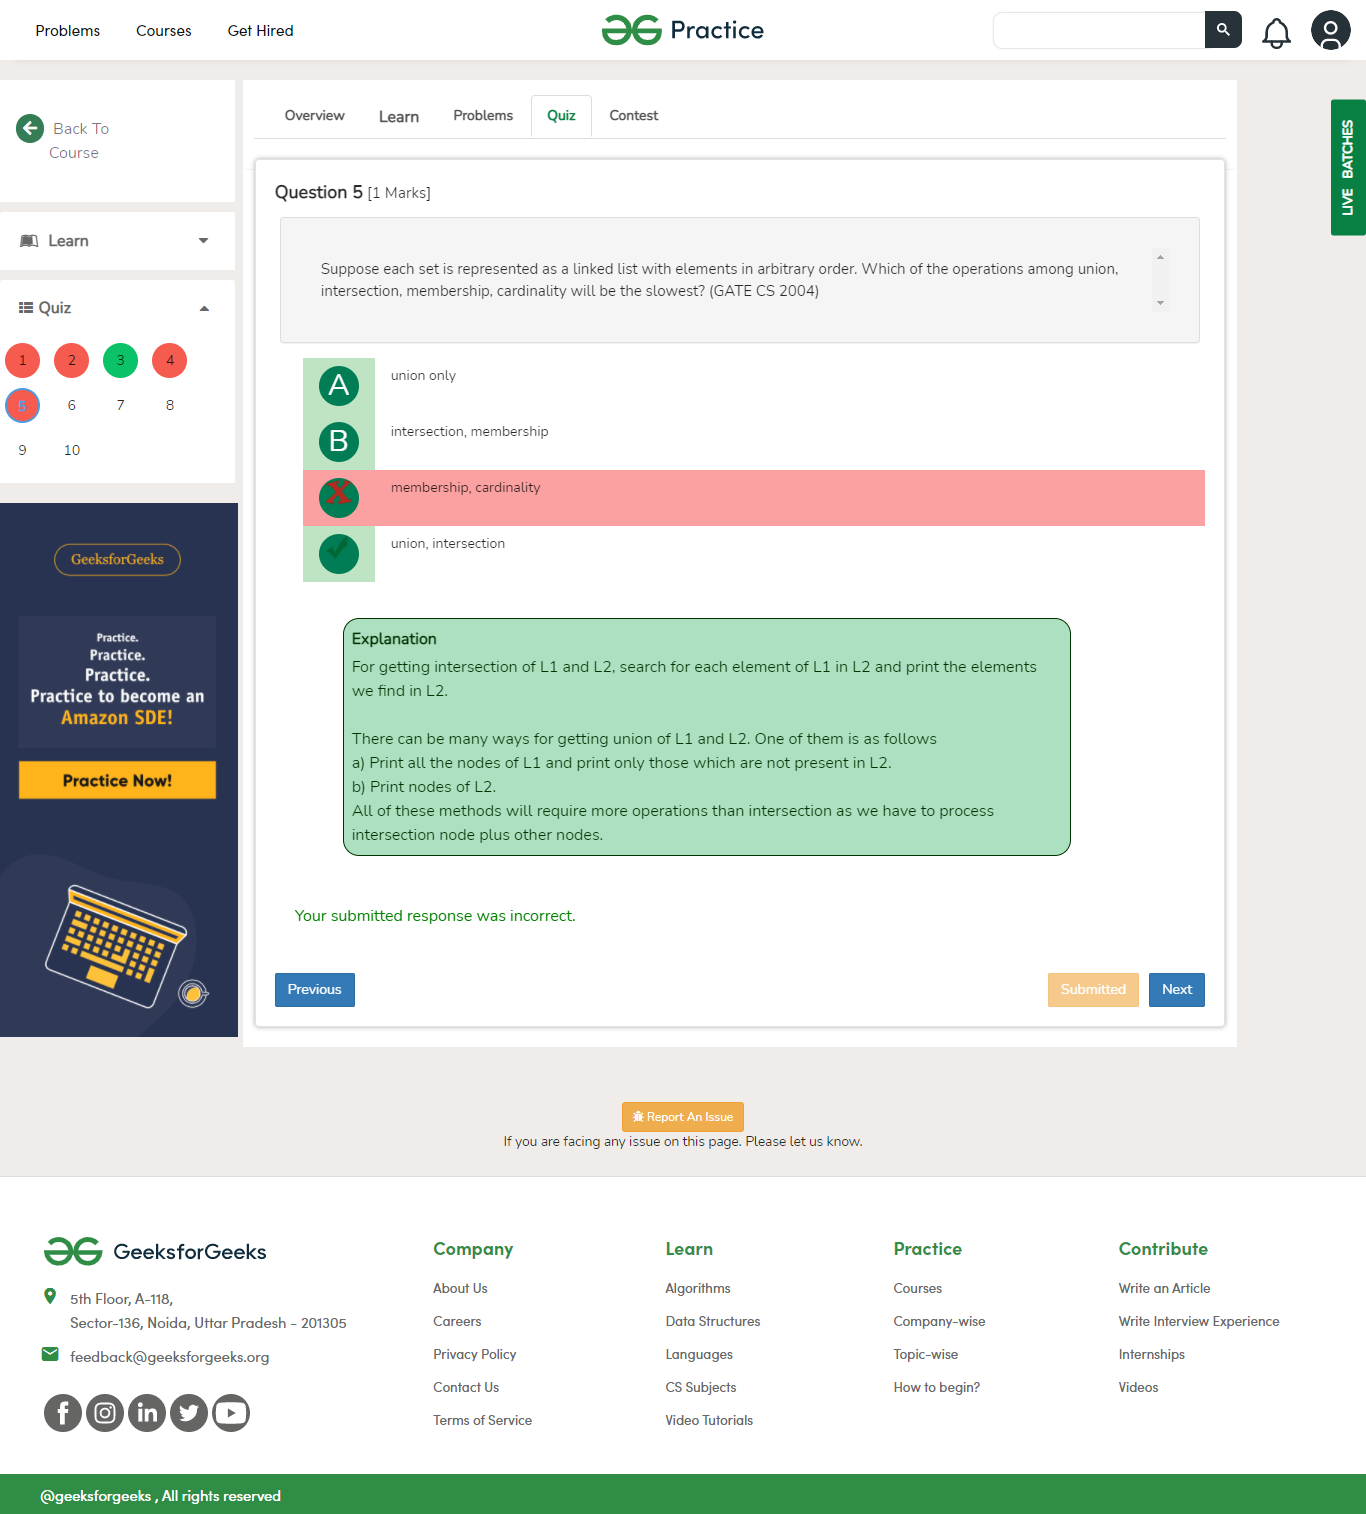 Problems Courses Get Hired
Practice
Back To
Course
Learn
Quiz
1 2 3 4
5 6 7 8
9 10
GeeksforGeeks
Practice.
Practice.
Practice.
Practice to become an
Amazon SDE!
Practice Now!
Overview Learn Problems Quiz Contest
Question 5 [1 Marks]
Suppose each set is represented as a linked list with elements in arbitrary order. Which of the operations among union,
intersection, membership, cardinality will be the slowest? (GATE CS 2004)
A union only
B intersection, membership
X membership, cardinality
union, intersection
Explanation
For getting intersection of L1 and L2, search for each element of L1 in L2 and print the elements
we find in L2.
There can be many ways for getting union of L1 and L2. One of them is as follows
a) Print all the nodes of L1 and print only those which are not present in L2.
b) Print nodes of L2.
All of these methods will require more operations than intersection as we have to process
intersection node plus other nodes.
Your submitted response was incorrect.
Previous Submitted Next
LIVE BATCHES
Report An Issue
If you are facing any issue on this page. Please let us know.
GeeksforGeeks
5th Floor, A-118,
Sector-136, Noida, Uttar Pradesh - 201305
feedback@geeksforgeeks.org
Company
About Us
Careers
Privacy Policy
Contact Us
Terms of Service
Learn
Algorithms
Data Structures
Languages
CS Subjects
Video Tutorials
Practice
Courses
Company-wise
Topic-wise
How to begin?
Contribute
Write an Article
Write Interview Experience
Internships
Videos
@geeksforgeeks , All rights reserved